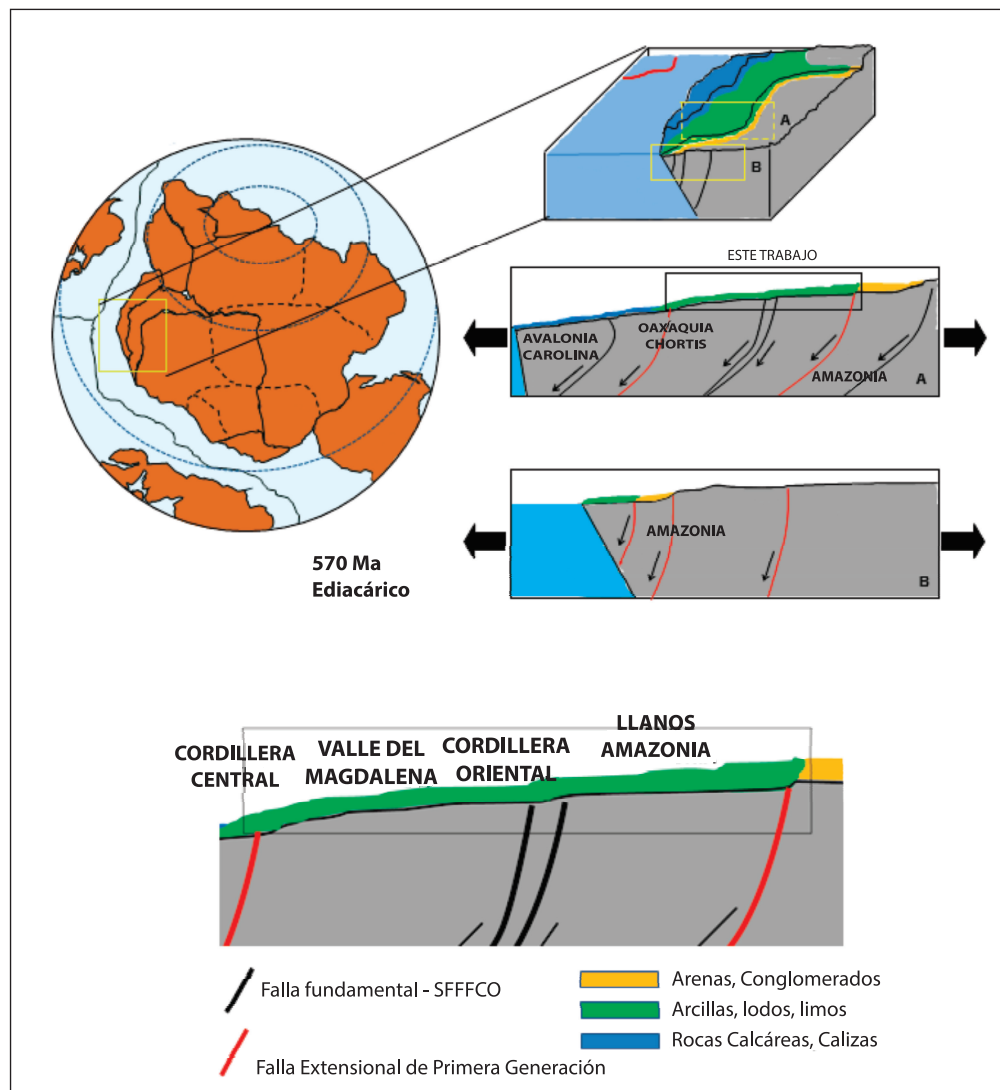 A
B
ESTE TRABAJO
AVALONIA
CAROLINA
OAXAQUIA
CHORTIS
AMAZONIA
A
570 Ma
Ediacárico
AMAZONIA
B
CORDILLERA
CENTRAL
VALLE DEL
MAGDALENA
CORDILLERA
ORIENTAL
LLANOS
AMAZONIA
Falla fundamental - SFFFCO
Falla Extensional de Primera Generación
Arenas, Conglomerados
Arcillas, lodos, limos
Rocas Calcáreas, Calizas